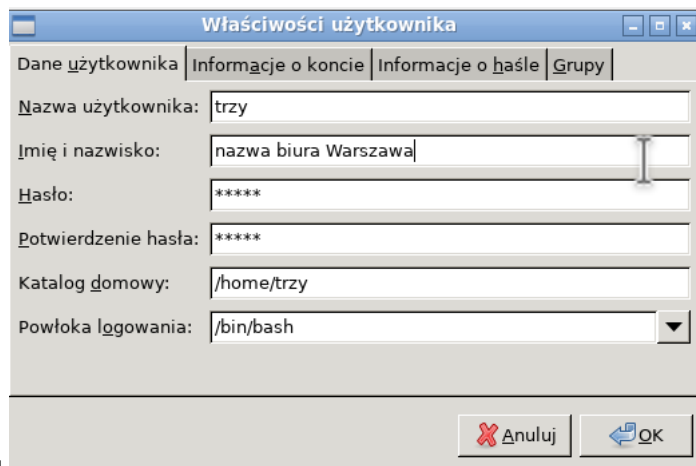 Właściwości użytkownika
Dane użytkownika Informacje o koncie Informacje o haśle Grupy
Nazwa użytkownika: trzy
Imię i nazwisko: nazwa biura Warszawa
Hasło: *****
Potwierdzenie hasła: *****
Katalog domowy: /home/trzy
Powłoka logowania: /bin/bash
Anuluj OK